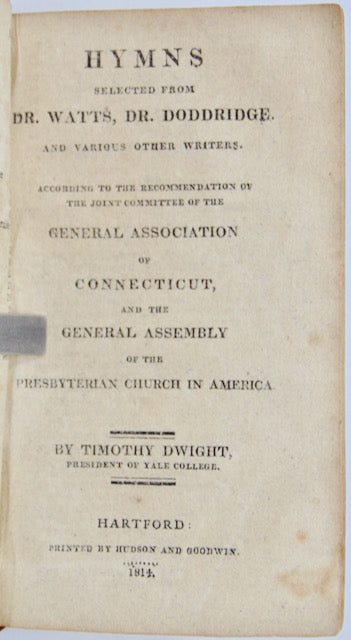 HYMNS
SELECTED FROM
DR. WATTS, DR. DODDRIDGE.
AND VARIOUS OTHER WRITERS.
ACCORDING TO THE RECOMMENDATION OF
THE JOINT COMMITTEE OF THE
GENERAL ASSOCIATION
OF
CONNECTICUT,
AND THE
GENERAL ASSEMBLY
OF THE
PRESBYTERIAN CHURCH IN AMERICA
BY TIMOTHY DWIGHT,
PRESIDENT OF YALE COLLEGE.
HARTFORD:
PRINTED BY HUDSON AND GOODWIN.
1814.